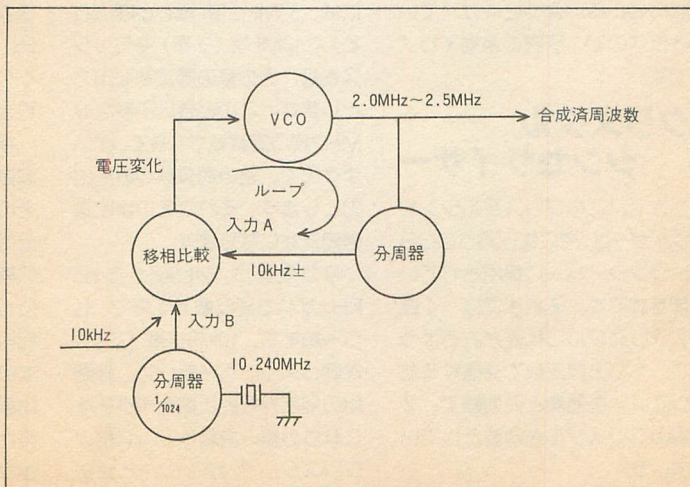 VCO
2.0MHz～2.5MHz
合成済周波数
電圧変化
ループ
入力A
移相比較
分周器
10kHz±
入力B
10kHz
10.240MHz
分周器
1/1024